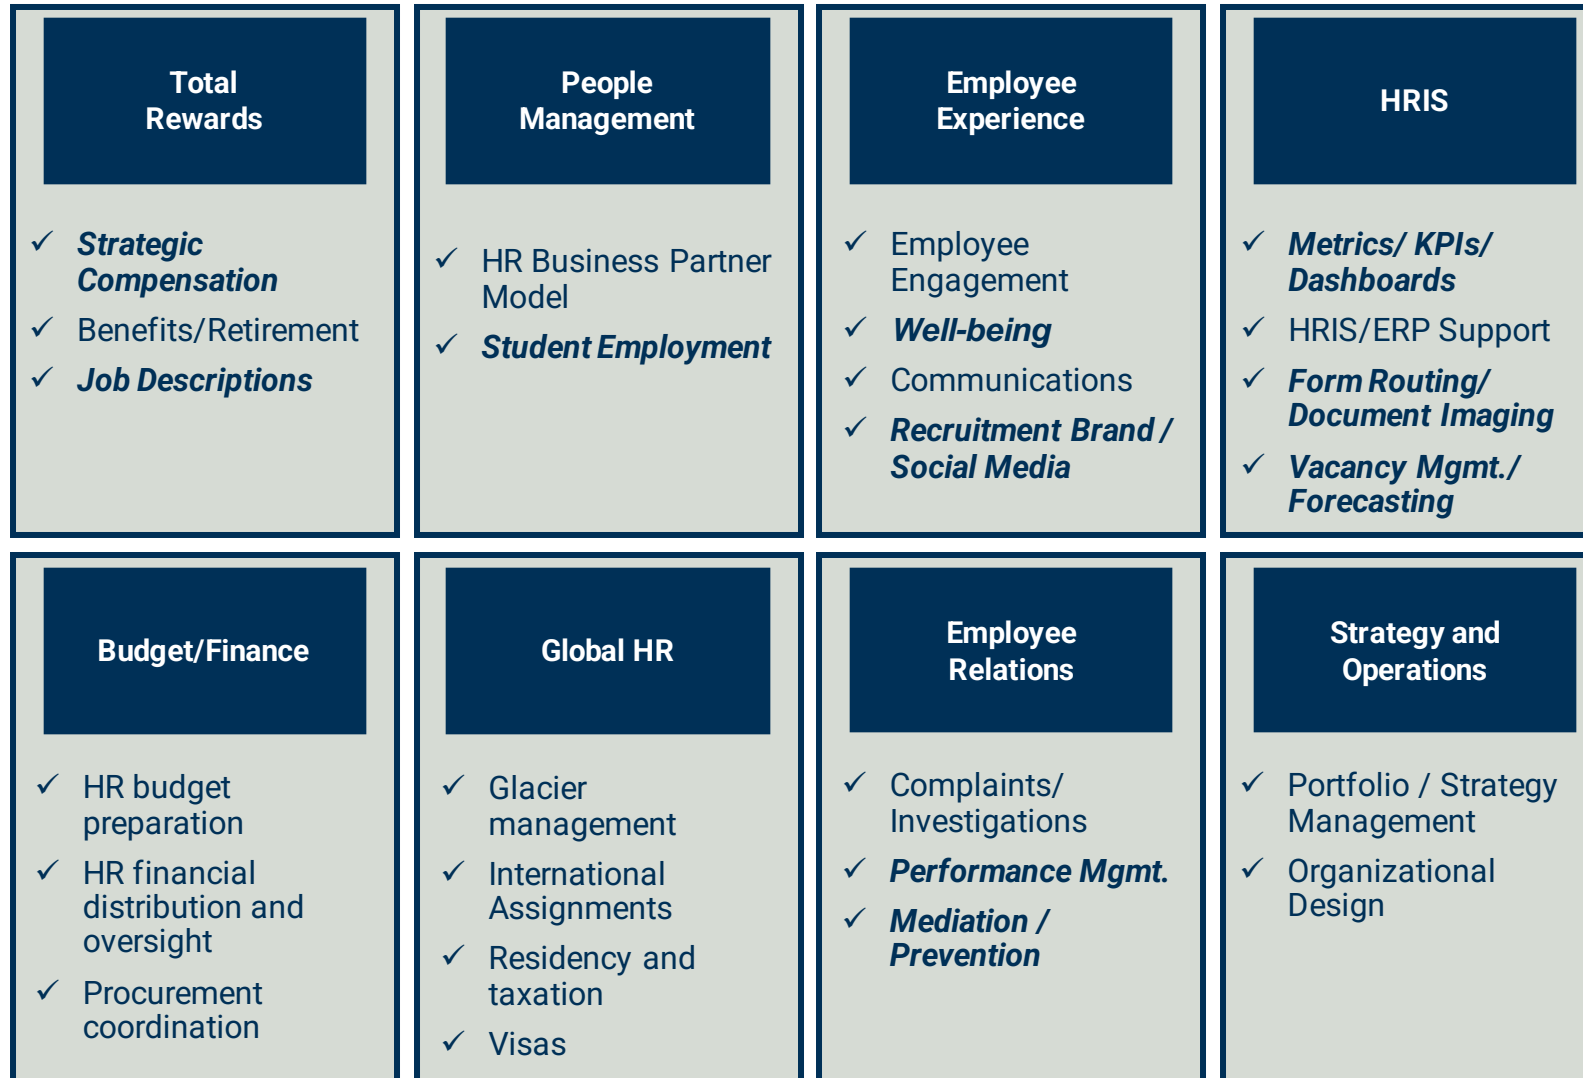 Total
Rewards
✓ Strategic
Compensation
✓ Benefits/Retirement
✓ Job Descriptions
People
Management
✓ HR Business Partner
Model
✓ Student Employment
Employee
Experience
✓ Employee
Engagement
✓ Well-being
✓ Communications
✓ Recruitment Brand /
Social Media
HRIS
✓ Metrics/ KPIs/
Dashboards
✓ HRIS/ERP Support
✓ Form Routing/
Document Imaging
✓ Vacancy Mgmt./
Forecasting
Budget/Finance
✓ HR budget
preparation
✓ HR financial
distribution and
oversight
✓ Procurement
coordination
Global HR
✓ Glacier
management
✓ International
Assignments
✓ Residency and
taxation
✓ Visas
Employee
Relations
✓ Complaints/
Investigations
✓ Performance Mgmt.
✓ Mediation /
Prevention
Strategy and
Operations
✓ Portfolio / Strategy
Management
✓ Organizational
Design